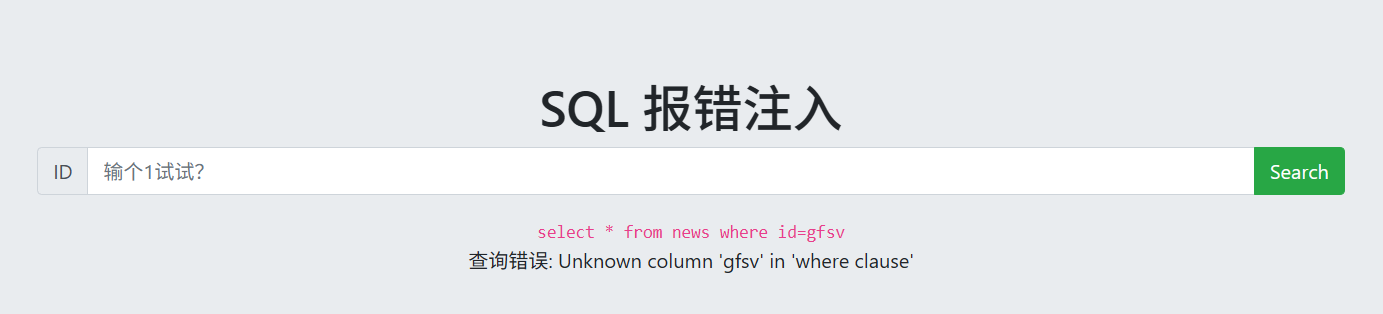 SQL 报错注入
ID 输个1试试? Search
select * from news where id=gfsv
查询错误: Unknown column 'gfsv' in 'where clause'